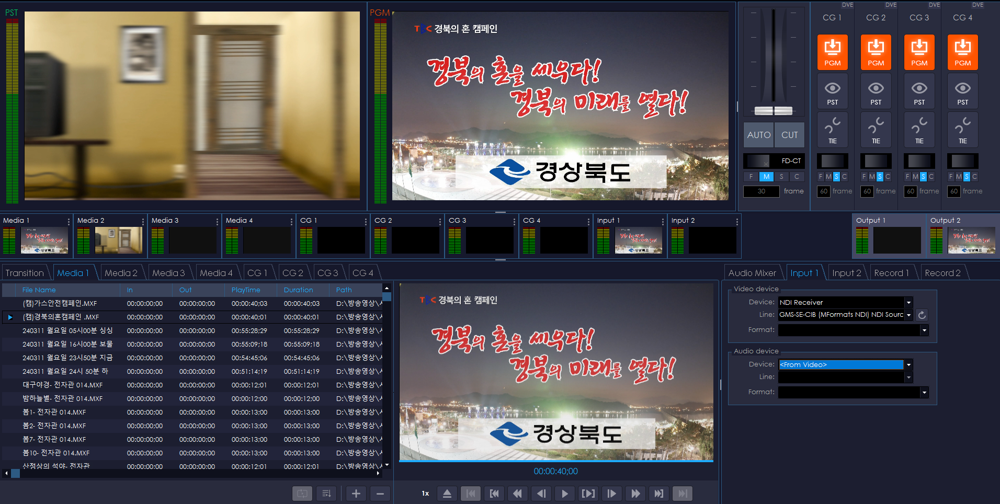 PST
PGM
TBC 경북의 혼 캠페인
경북의 혼을 세우다!
경북의 미래를 열다!
경상북도
AUTO CUT
FD-CT
F M S C
30 frame
DVE DVE DVE DVE
CG 1 CG 2 CG 3 CG 4
PGM PGM PGM PGM
PST PST PST PST
TIE TIE TIE TIE
F M S C F M S C F M S C F M S C
60 frame 60 frame 60 frame 60 frame
Media 1 Media 2 Media 3 Media 4 CG 1 CG 2 CG 3 CG 4 Input 1 Input 2 Output 1 Output 2
Transition Media 1 Media 2 Media 3 Media 4 CG 1 CG 2 CG 3 CG 4
File Name In Out PlayTime Duration Path
(캠)가스안전캠페인.MXF 00:00:00;00 00:00:00;00 00:00:40;03 00:00:40;03 D:\방송영상\
(캠)경북의혼캠페인 .MXF 00:00:00;00 00:00:00;00 00:00:40;01 00:00:40;01 D:\방송영상\
240311 월요일 05시00분 싱싱 00:00:00;00 00:00:00;00 00:55:28;29 00:55:28;29 D:\방송영상\
240311 월요일 16시00분 보물 00:00:00;00 00:00:00;00 00:55:09;18 00:55:09;18 D:\방송영상\
240311 월요일 23시50분 지금 00:00:00;00 00:00:00;00 00:54:45;06 00:54:45;06 D:\방송영상\
240311 월요일 24시 50분 하 00:00:00;00 00:00:00;00 00:51:14;19 00:51:14;19 D:\방송영상\
대구야경- 전자관 014.MXF 00:00:00;00 00:00:00;00 00:00:12;01 00:00:12;01 D:\방송영상\
밤하늘별- 전자관 014.MXF 00:00:00;00 00:00:00;00 00:00:12;00 00:00:12;00 D:\방송영상\
봄1- 전자관 014.MXF 00:00:00;00 00:00:00;00 00:00:13;00 00:00:13;00 D:\방송영상\
봄2- 전자관 014.MXF 00:00:00;00 00:00:00;00 00:00:13;00 00:00:13;00 D:\방송영상\
봄7- 전자관 014.MXF 00:00:00;00 00:00:00;00 00:00:13;00 00:00:13;00 D:\방송영상\
봄10- 전자관 014.MXF 00:00:00;00 00:00:00;00 00:00:13;00 00:00:13;00 D:\방송영상\
산정상의 석야- 전자관 00:00:00;00 00:00:00;00 00:00:12;01 00:00:12;01 D:\방송영상\
TBC 경북의 혼 캠페인
경북의 혼을 세우다!
경북의 미래를 열다!
경상북도
00:00:40;00
1x
Audio Mixer Input 1 Input 2 Record 1 Record 2
Video device
Device: NDI Receiver
Line: GMS-SE-CIB (MFormats NDI) NDI Sourc
Format:
Audio device
Device: <From Video>
Line:
Format: